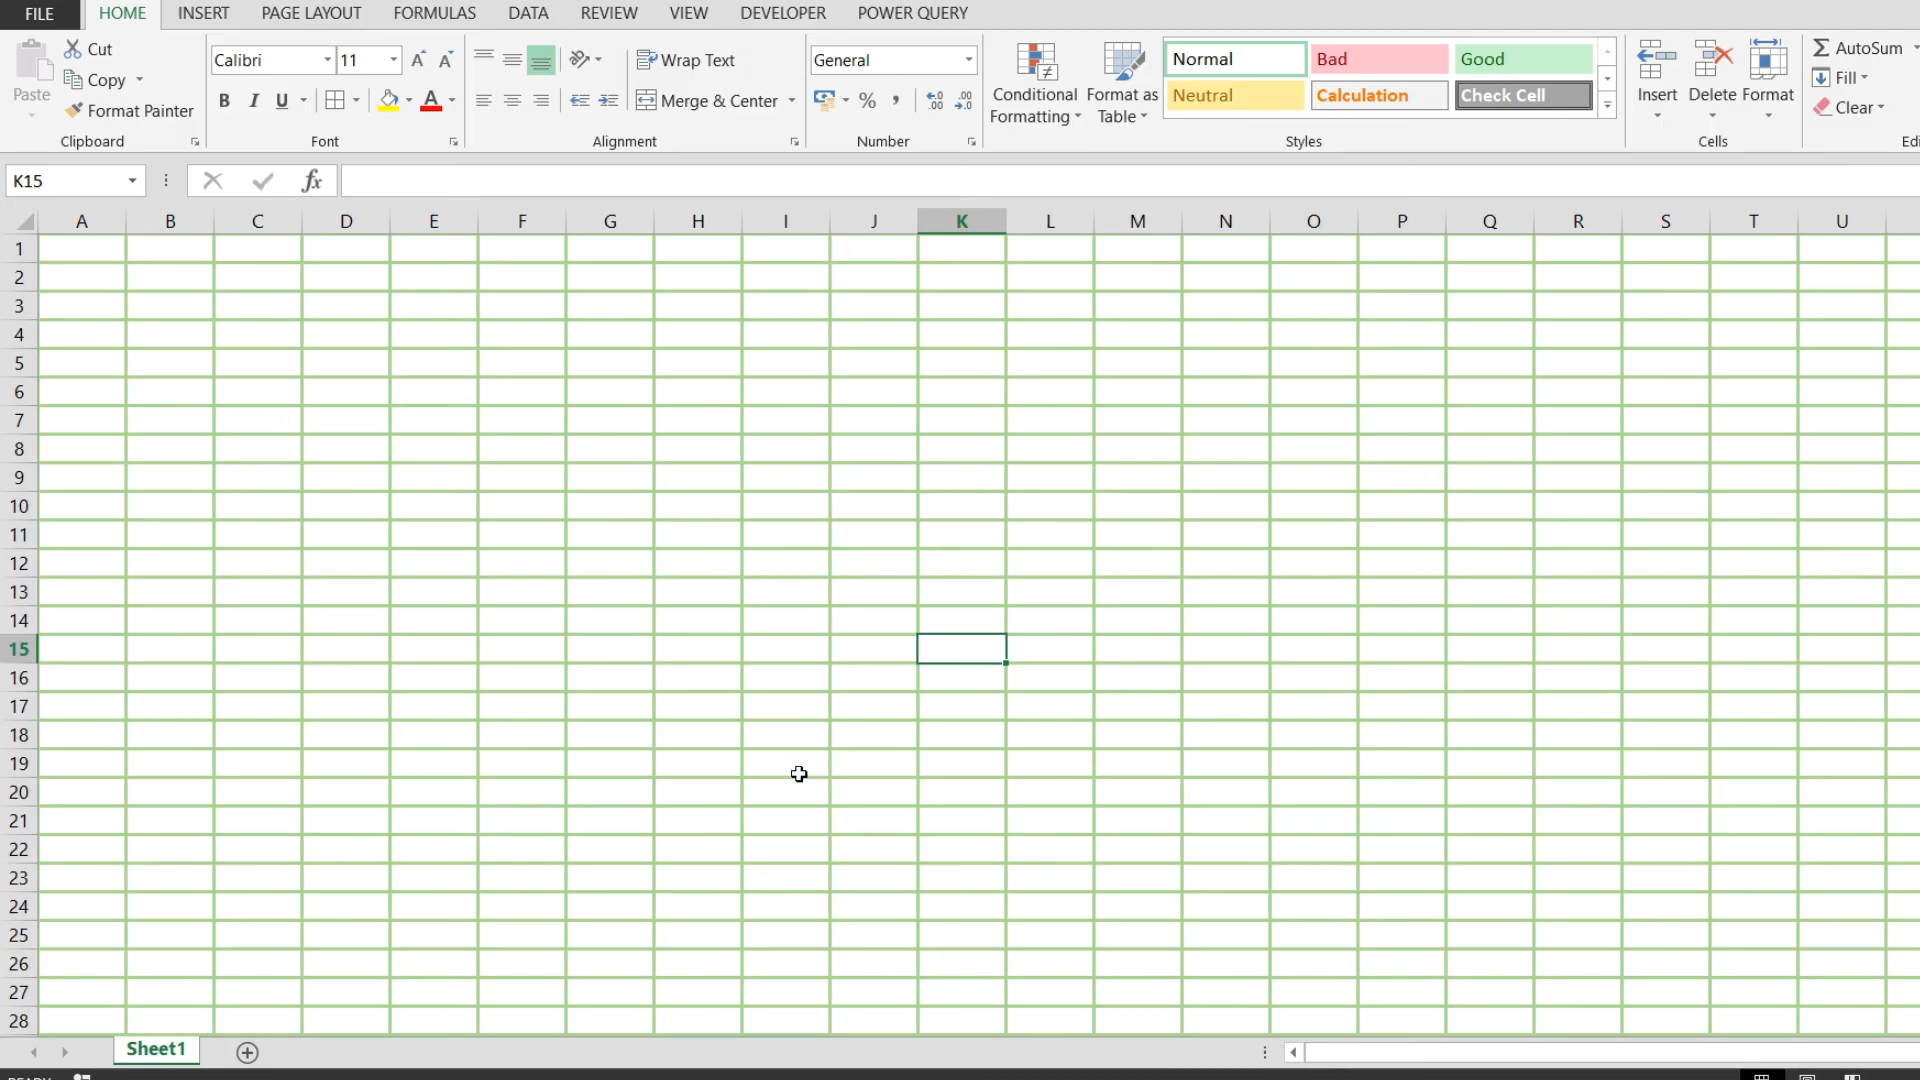 FILE HOME INSERT PAGE LAYOUT FORMULAS DATA REVIEW VIEW DEVELOPER POWER QUERY
Paste
Cut
Copy
Format Painter
Clipboard
Calibri 11
B I U A
Font
Wrap Text
Merge & Center
Alignment
General
%
Number
Conditional
Formatting
Format as
Table
Normal Bad Good
Neutral Calculation Check Cell
Styles
Insert Delete Format
Cells
AutoSum
Fill
Clear
K15
fx
A B C D E F G H I J K L M N O P Q R S T U
1
2
3
4
5
6
7
8
9
10
11
12
13
14
15
16
17
18
19
20
21
22
23
24
25
26
27
28
Sheet1